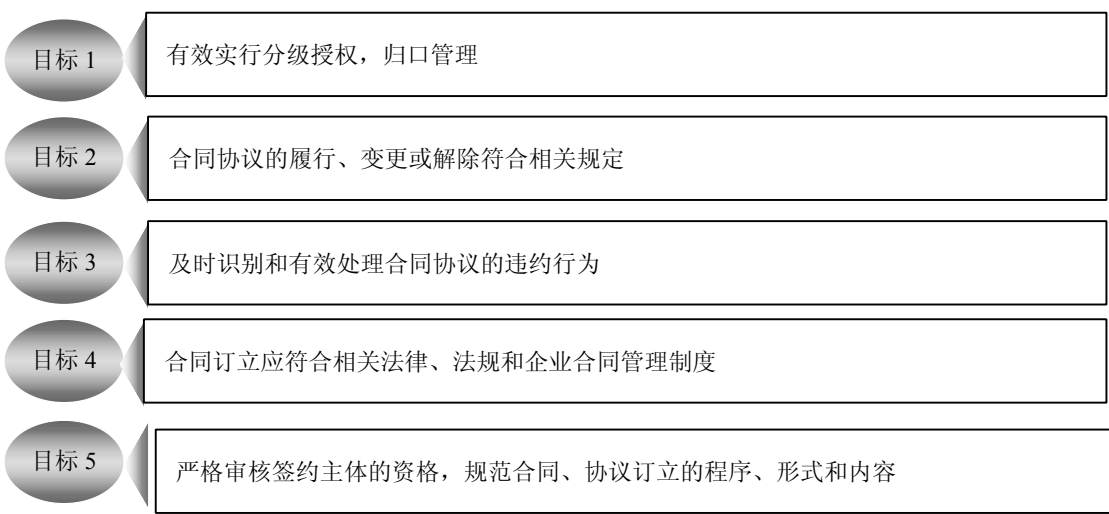 目标 1
有效实行分级授权，归口管理
目标 2
合同协议的履行、变更或解除符合相关规定
目标 3
及时识别和有效处理合同协议的违约行为
目标 4
合同订立应符合相关法律、法规和企业合同管理制度
目标 5
严格审核签约主体的资格，规范合同、协议订立的程序、形式和内容